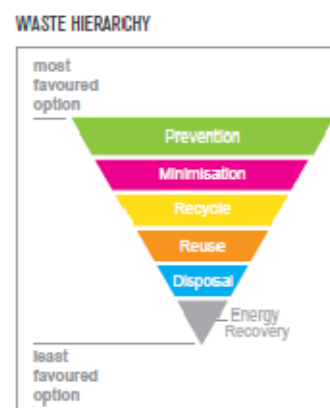 WASTE HIERARCHY
most
favoured
option
Prevention
Minimisation
Recycle
Reuse
Disposal
Energy
Recovery
least
favoured
option